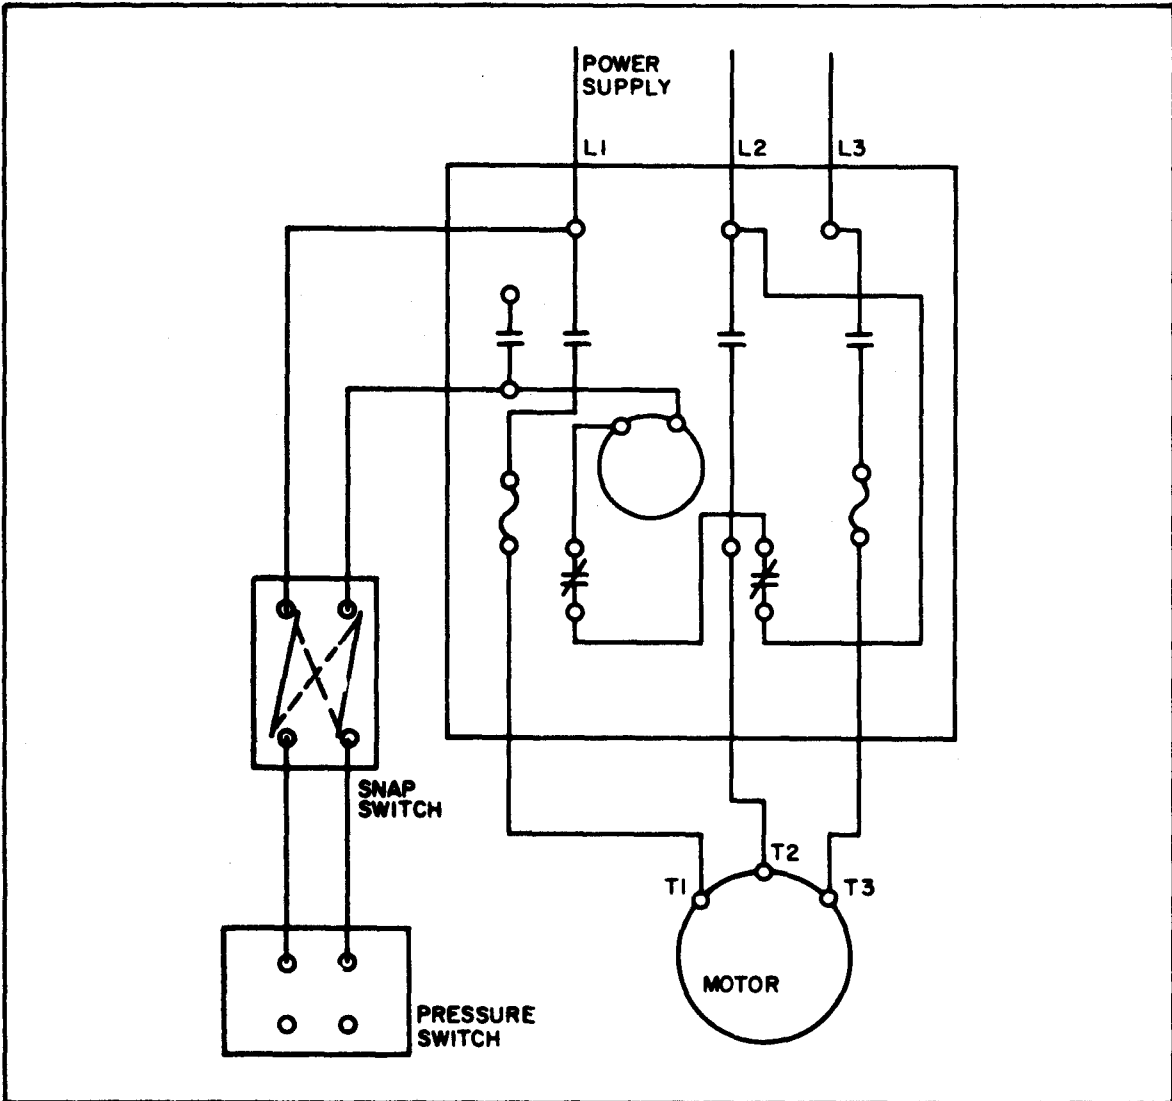 POWER
SUPPLY
L1
L2
L3
SNAP
SWITCH
T2
T1
T3
MOTOR
PRESSURE
SWITCH